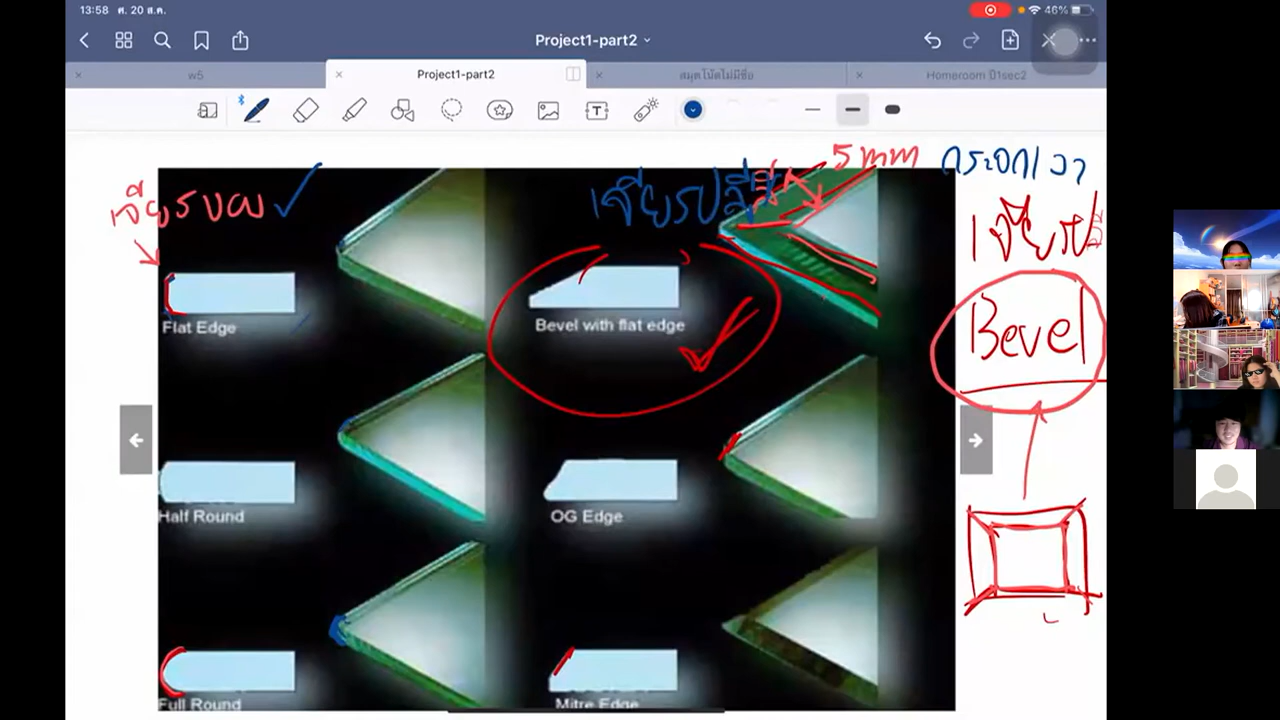 13:58 ศ. 20 ส.ค.
46%
Project1-part2
w5
Project1-part2
สมุดโน้ตไม่มีชื่อ
Homeroom ปี1sec2
5 mm
กระจกเงา
เจียรขอบ
เจียรปลี
เจียรปลี
Flat Edge
Bevel with flat edge
Bevel
Half Round
OG Edge
Full Round
Mitre Edge